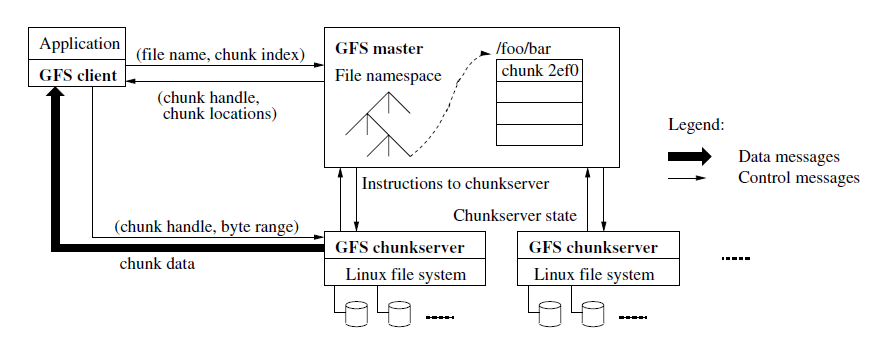 Application
GFS client
(file name, chunk index)
(chunk handle,
chunk locations)
GFS master
File namespace
/foo/bar
chunk 2ef0
Legend:
Data messages
Control messages
Instructions to chunkserver
Chunkserver state
(chunk handle, byte range)
chunk data
GFS chunkserver
Linux file system
GFS chunkserver
Linux file system